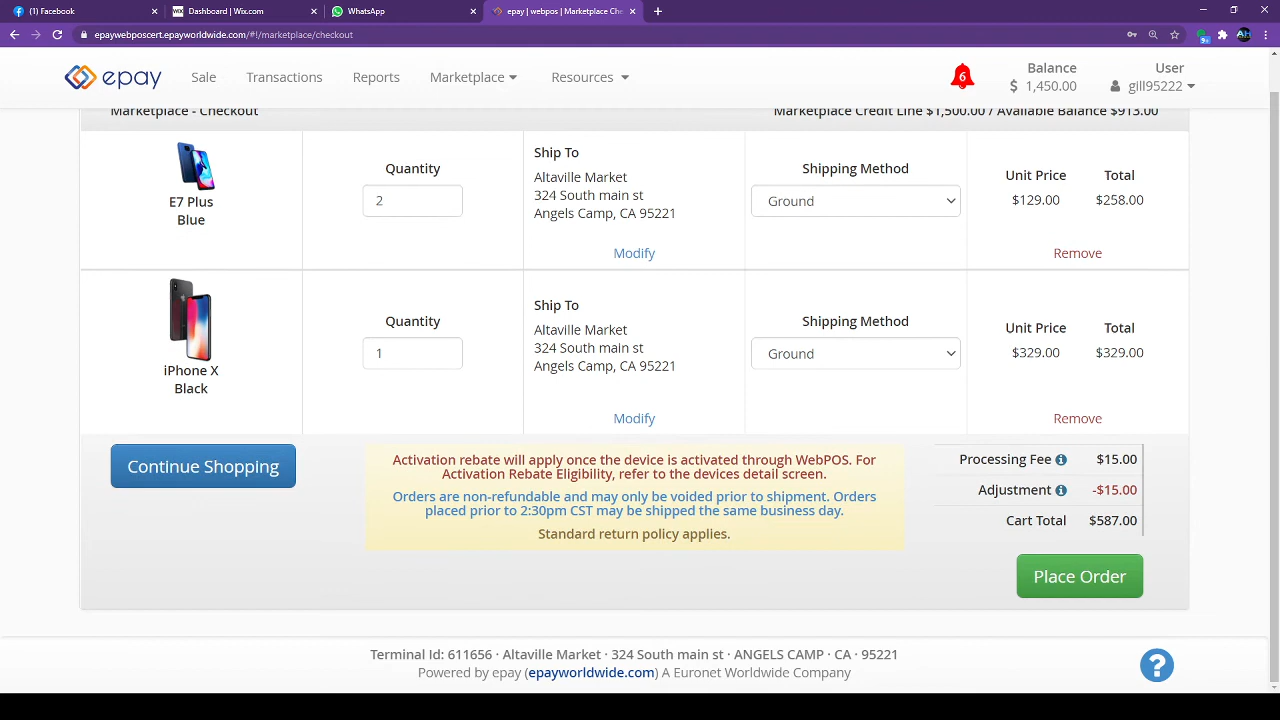 (1) Facebook
Dashboard | Wix.com
WhatsApp
epay | webpos | Marketplace Che
epaywebposcert.epayworldwide.com/#!/marketplace/checkout
epay
Sale
Transactions
Reports
Marketplace
Resources
6
Balance
$ 1,450.00
User
gill95222
Marketplace - Checkout
Marketplace Credit Line $1,500.00 / Available Balance $913.00
E7 Plus
Blue
Quantity
2
Ship To
Altaville Market
324 South main st
Angels Camp, CA 95221
Modify
Shipping Method
Ground
Unit Price
$129.00
Total
$258.00
Remove
iPhone X
Black
Quantity
1
Ship To
Altaville Market
324 South main st
Angels Camp, CA 95221
Modify
Shipping Method
Ground
Unit Price
$329.00
Total
$329.00
Remove
Continue Shopping
Activation rebate will apply once the device is activated through WebPOS. For
Activation Rebate Eligibility, refer to the devices detail screen.
Orders are non-refundable and may only be voided prior to shipment. Orders
placed prior to 2:30pm CST may be shipped the same business day.
Standard return policy applies.
Processing Fee $15.00
Adjustment -$15.00
Cart Total $587.00
Place Order
Terminal Id: 611656 · Altaville Market · 324 South main st · ANGELS CAMP · CA · 95221
Powered by epay (epayworldwide.com) A Euronet Worldwide Company
?